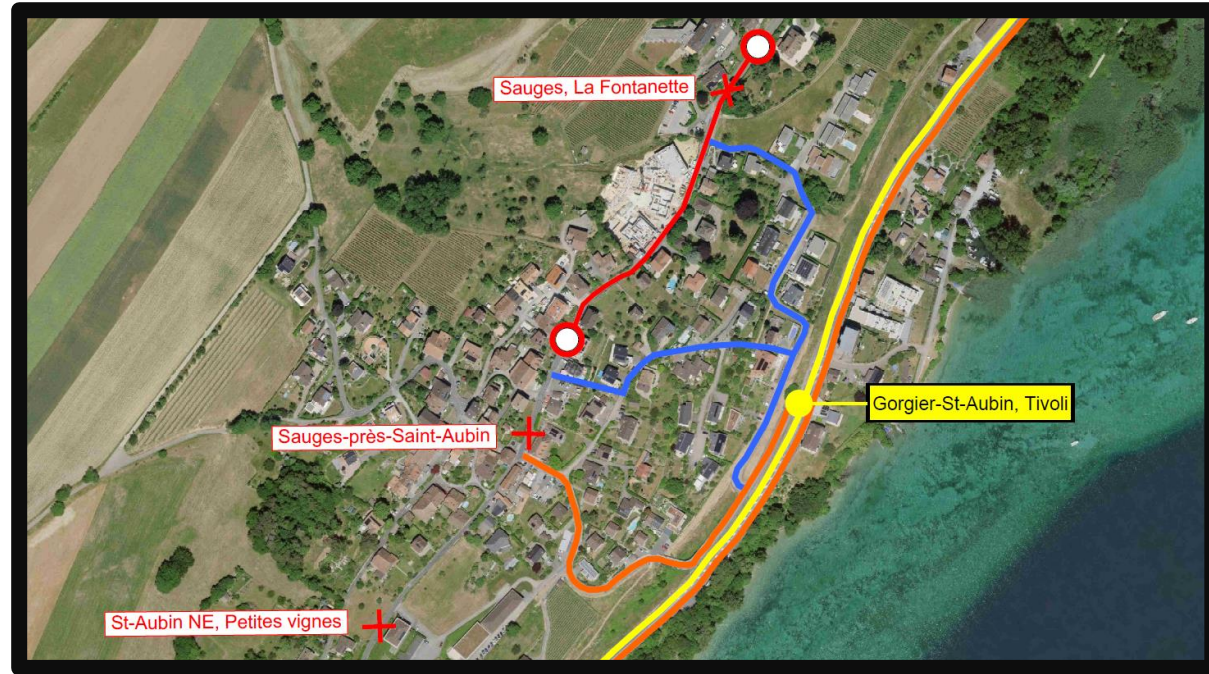 Sauges, La Fontanette
Gorgier-St-Aubin, Tivoli
Sauges-près-Saint-Aubin
St-Aubin NE, Petites vignes